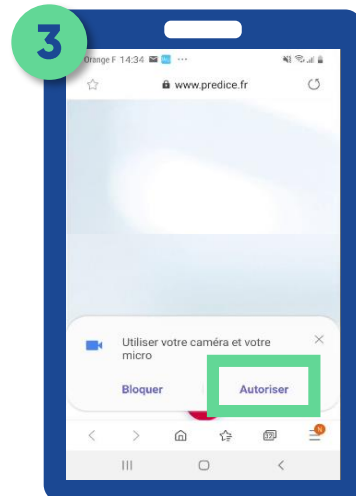 3
Orange F 14:34
www.predice.fr
Utiliser votre caméra et votre
micro
Bloquer
Autoriser
N